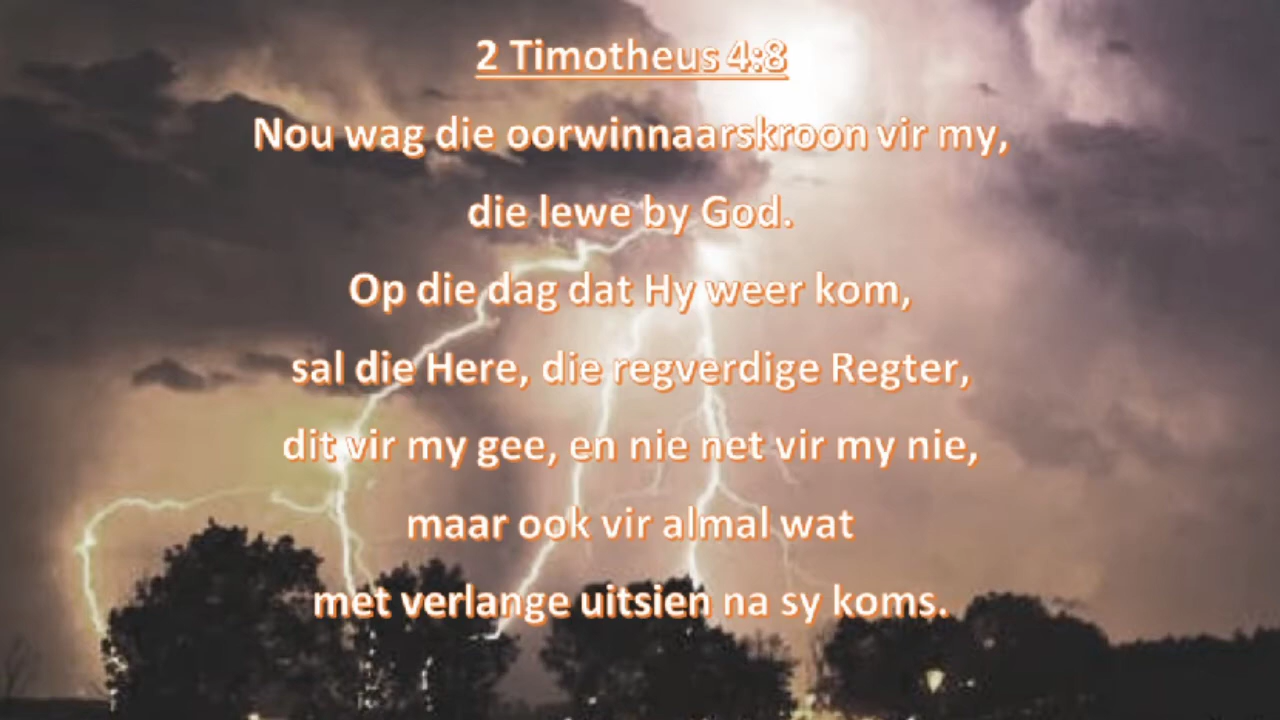 2 Timotheus 4:8
Nou wag die oorwinnaarskroon vir my,
die lewe by God.
Op die dag dat Hy weer kom,
sal die Here, die regverdige Regter,
dit vir my gee, en nie net vir my nie,
maar ook vir almal wat
met verlange uitsien na sy koms.